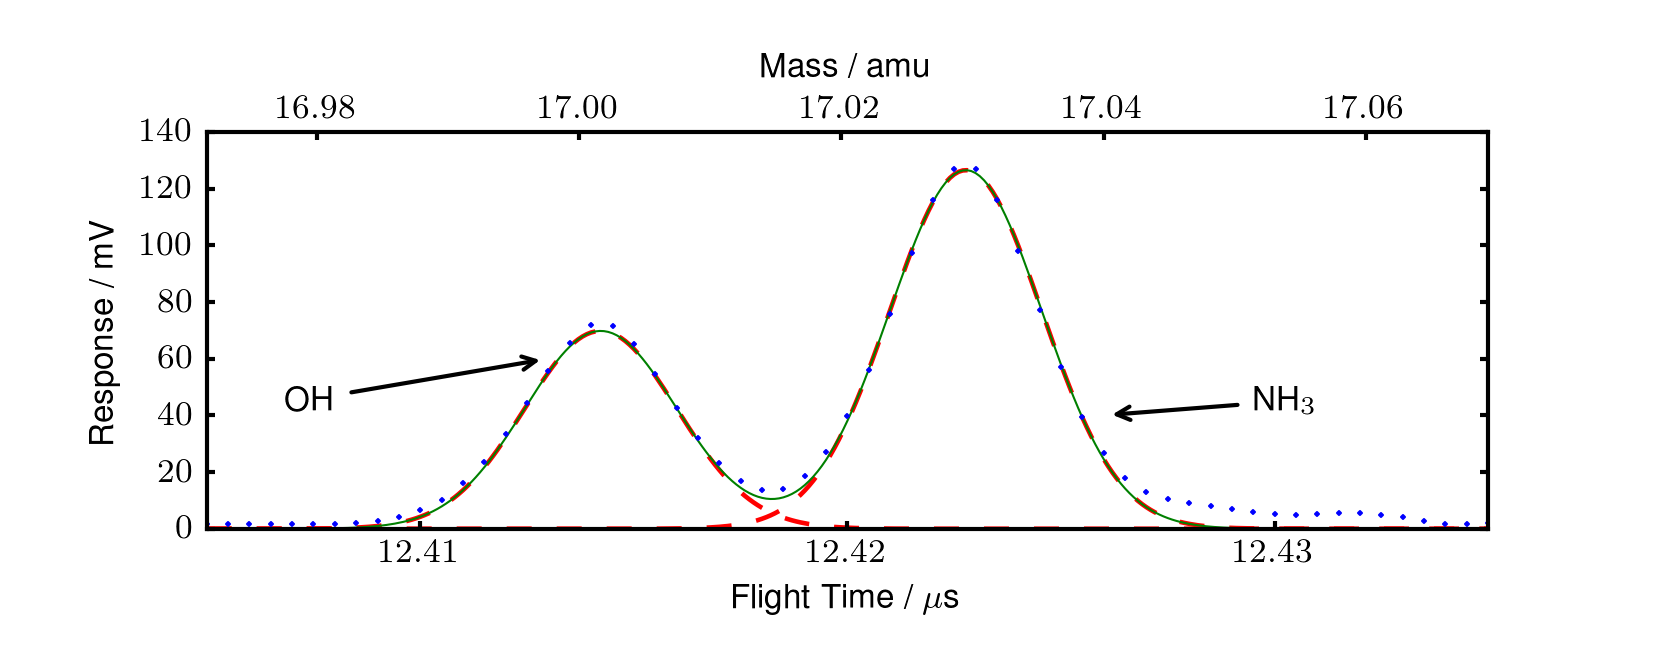 Mass / amu
16.98 17.00 17.02 17.04 17.06
140
120
100
80
60
40
20
0
Response / mV
OH
NH₃
12.41 12.42 12.43
Flight Time / μs